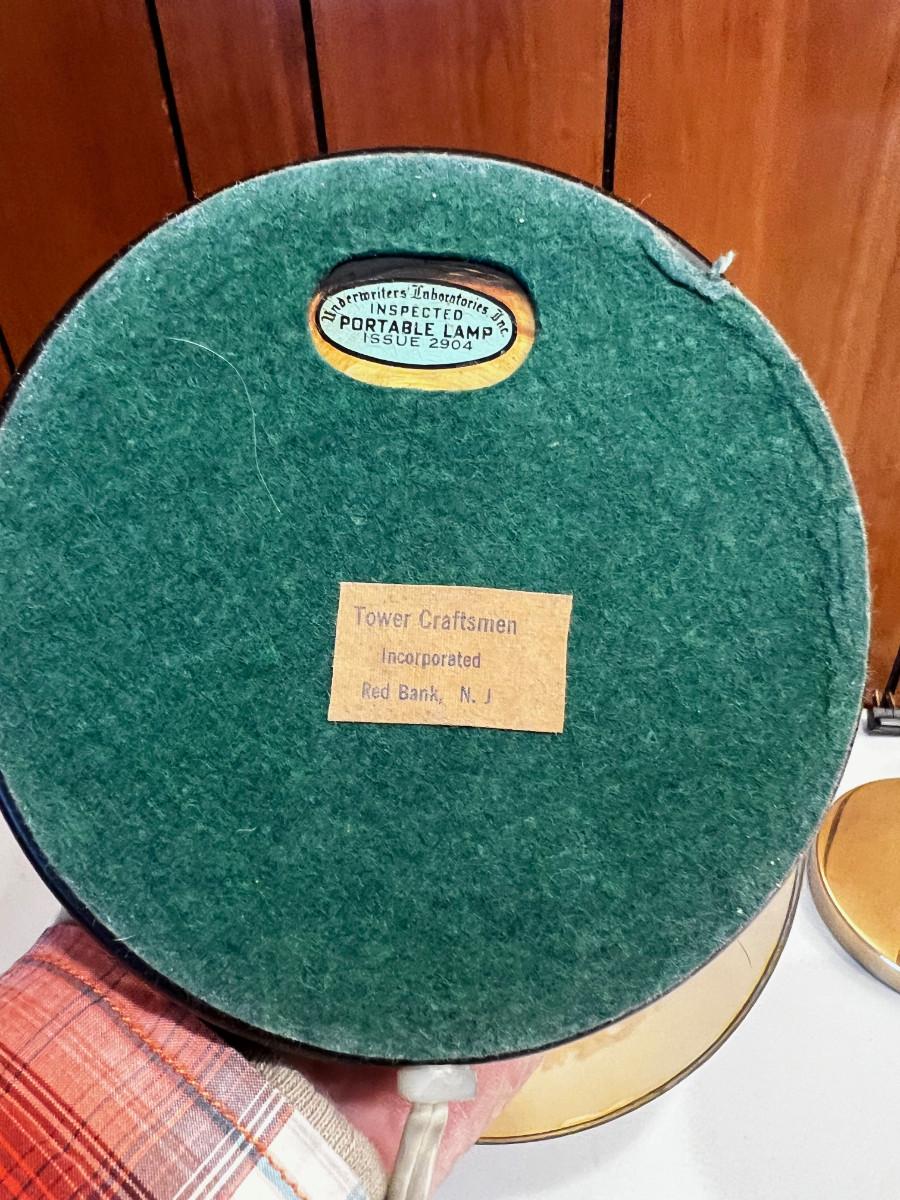 Underwriters' Laboratories Inc.
INSPECTED
PORTABLE LAMP
ISSUE 2904
Tower Craftsmen
Incorporated
Red Bank, N. J